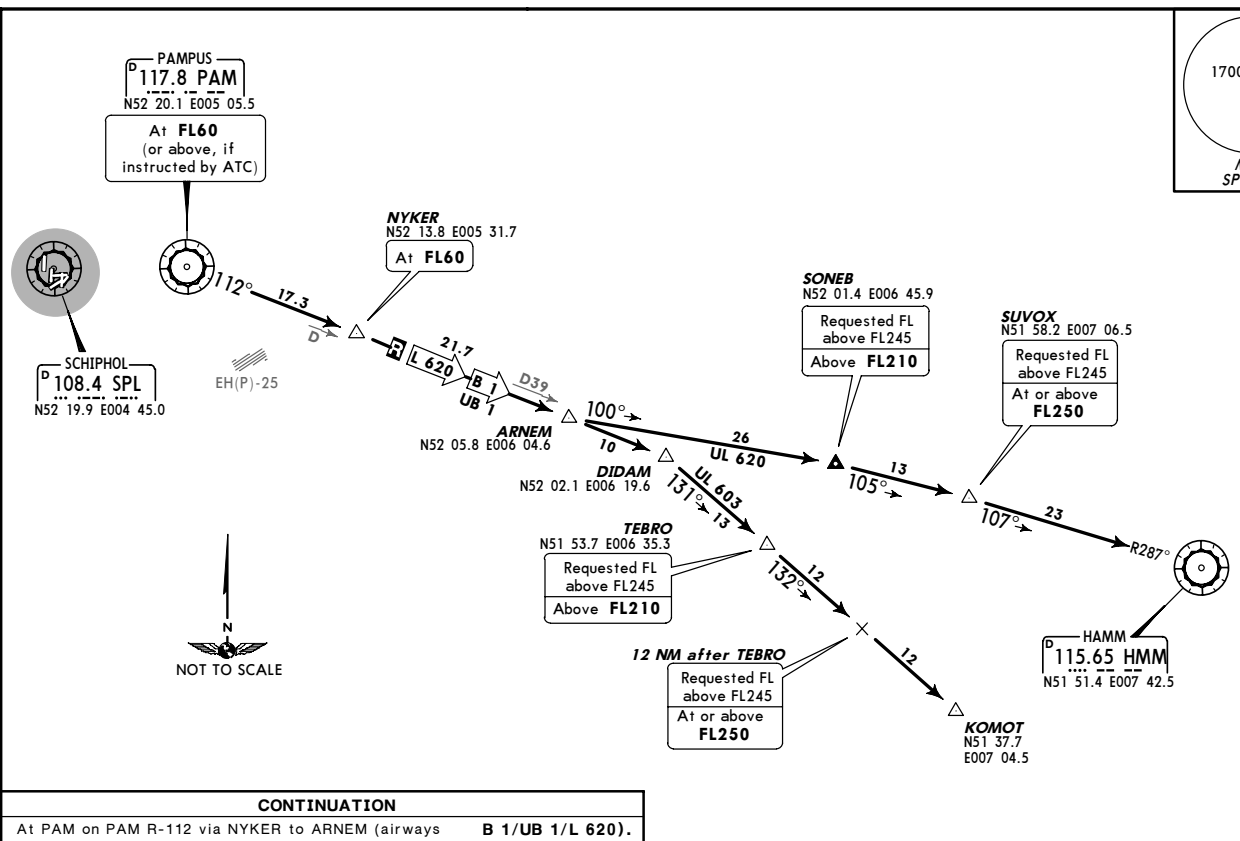 PAMPUS
D 117.8 PAM
N52 20.1 E005 05.5
At FL60
(or above, if
instructed by ATC)
1700
SP
NYKER
N52 13.8 E005 31.7
At FL60
112°
17.3
D
SCHIPHOL
D 108.4 SPL
N52 19.9 E004 45.0
EH(P)-25
R
21.7
L 620
B 1
UB 1
D39
ARNEM
N52 05.8 E006 04.6
100°
26
UL 620
10
DIDAM
N52 02.1 E006 19.6
SONEB
N52 01.4 E006 45.9
Requested FL
above FL245
Above FL210
SUVOX
N51 58.2 E007 06.5
Requested FL
above FL245
At or above
FL250
13
105°
23
107°
R287°
HAMM
D 115.65 HMM
N51 51.4 E007 42.5
UL 603
131°
13
TEBRO
N51 53.7 E006 35.3
Requested FL
above FL245
Above FL210
12
132°
12 NM after TEBRO
Requested FL
above FL245
At or above
FL250
12
KOMOT
N51 37.7
E007 04.5
N
NOT TO SCALE
CONTINUATION
At PAM on PAM R-112 via NYKER to ARNEM (airways B 1/UB 1/L 620).